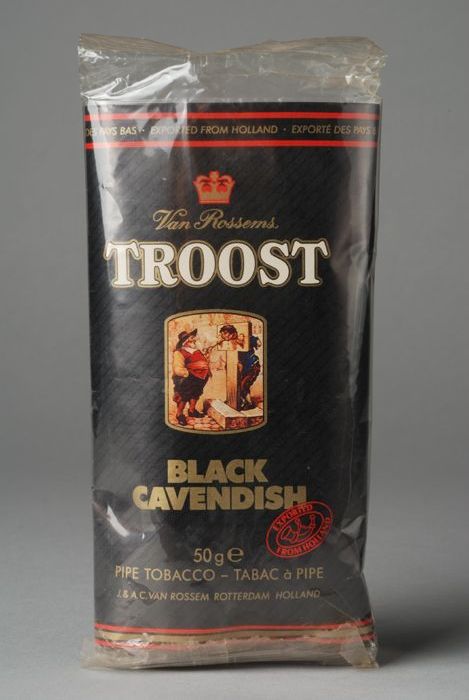 DES PAYS BAS · EXPORTED FROM HOLLAND · EXPORTÉ DES PAYS B
Van Rossems
TROOST
BLACK
CAVENDISH
EXPORTED
FROM HOLLAND
50g℮
PIPE TOBACCO – TABAC à PIPE
J. & A.C. VAN ROSSEM ROTTERDAM HOLLAND